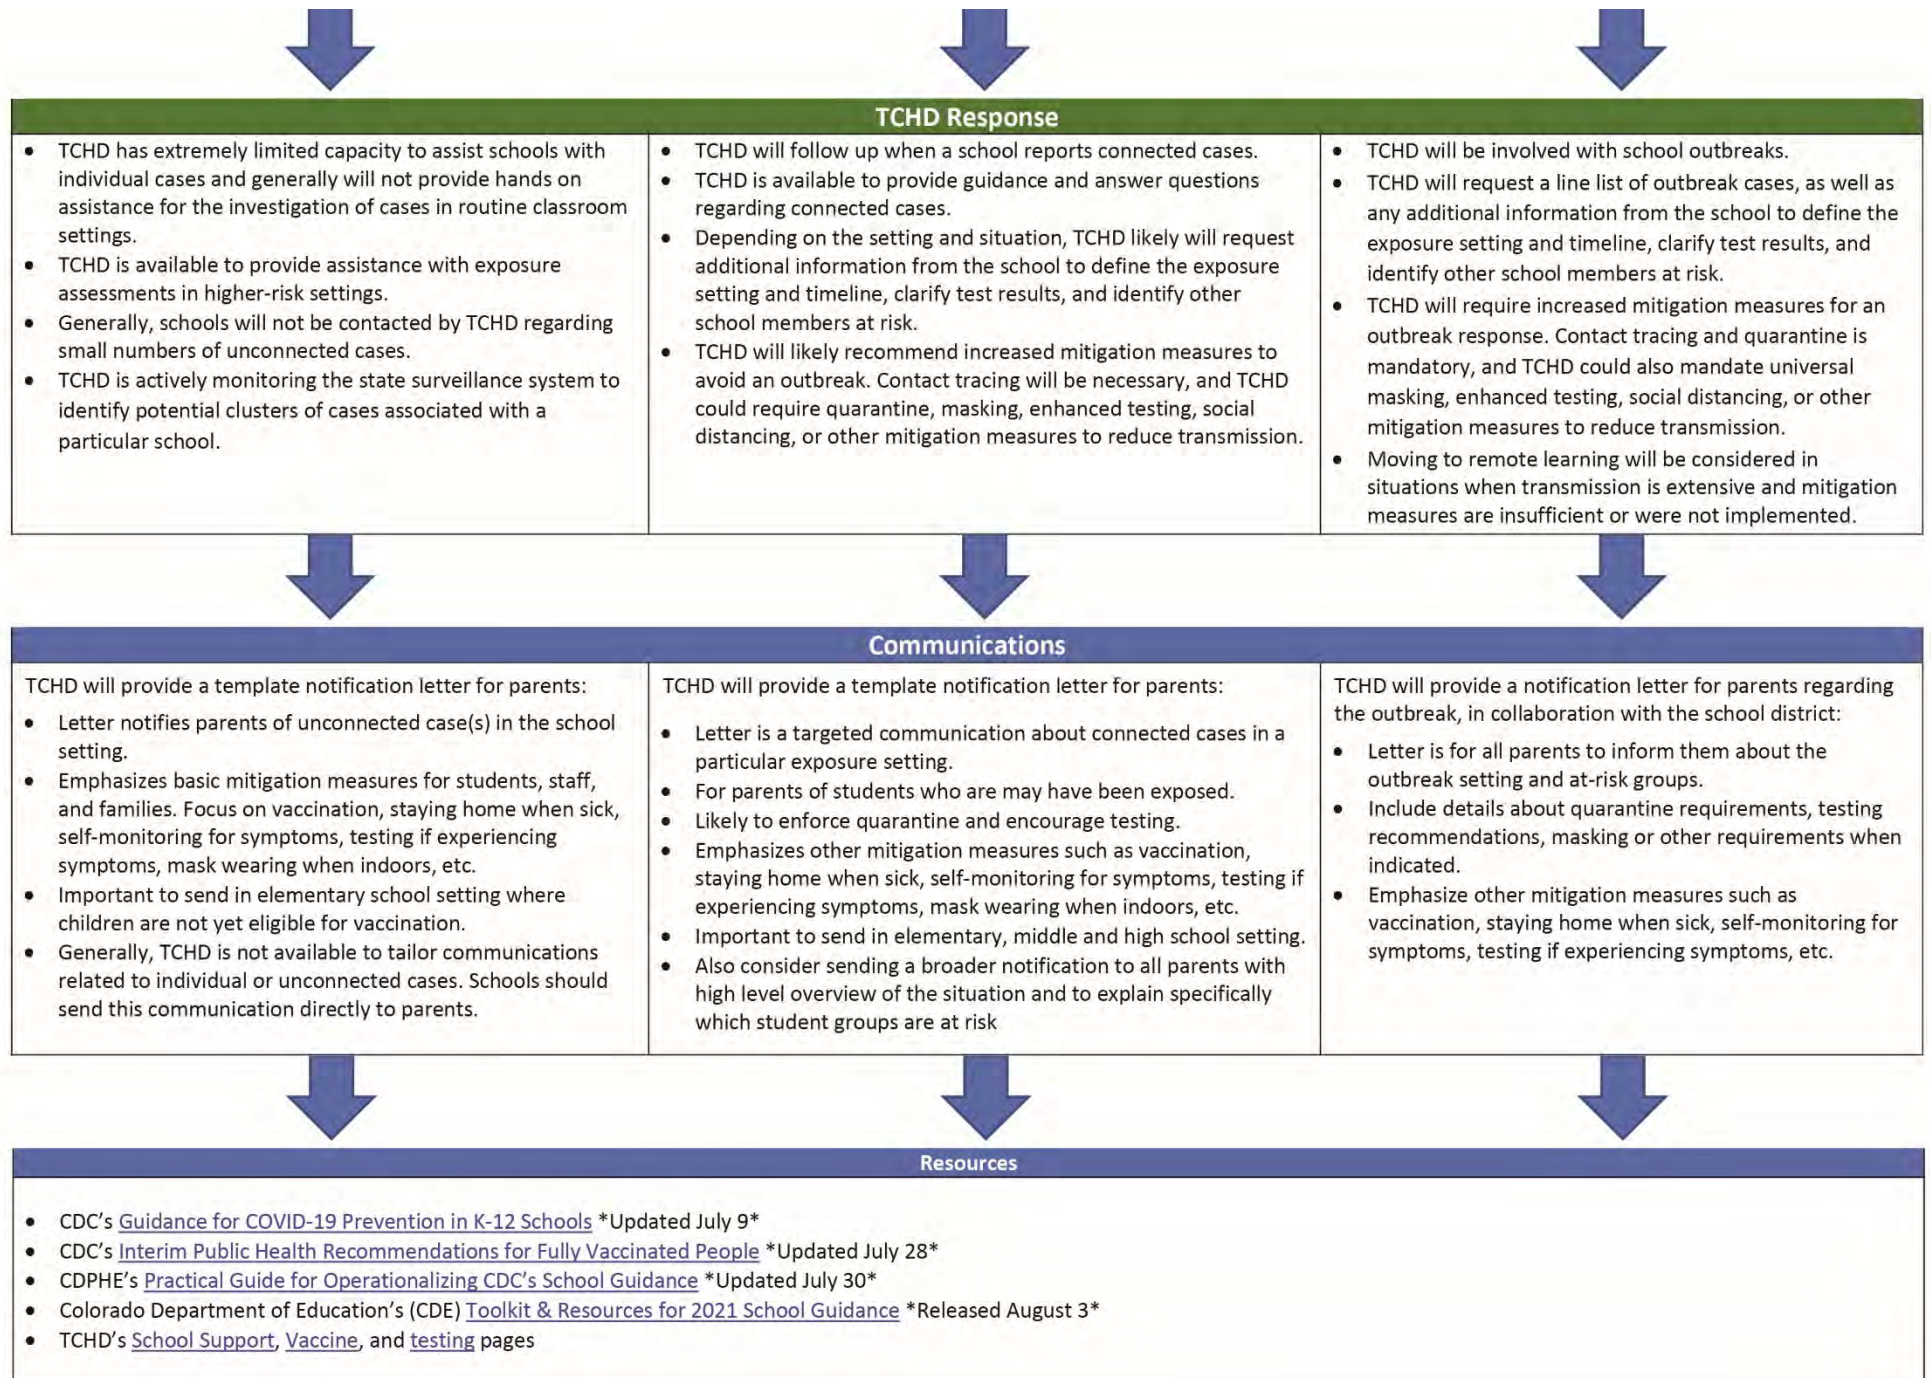 TCHD Response
• TCHD has extremely limited capacity to assist schools with
individual cases and generally will not provide hands on
assistance for the investigation of cases in routine classroom
settings.
• TCHD is available to provide assistance with exposure
assessments in higher-risk settings.
• Generally, schools will not be contacted by TCHD regarding
small numbers of unconnected cases.
• TCHD is actively monitoring the state surveillance system to
identify potential clusters of cases associated with a
particular school.
• TCHD will follow up when a school reports connected cases.
• TCHD is available to provide guidance and answer questions
regarding connected cases.
• Depending on the setting and situation, TCHD likely will request
additional information from the school to define the exposure
setting and timeline, clarify test results, and identify other
school members at risk.
• TCHD will likely recommend increased mitigation measures to
avoid an outbreak. Contact tracing will be necessary, and TCHD
could require quarantine, masking, enhanced testing, social
distancing, or other mitigation measures to reduce transmission.
• TCHD will be involved with school outbreaks.
• TCHD will request a line list of outbreak cases, as well as
any additional information from the school to define the
exposure setting and timeline, clarify test results, and
identify other school members at risk.
• TCHD will require increased mitigation measures for an
outbreak response. Contact tracing and quarantine is
mandatory, and TCHD could also mandate universal
masking, enhanced testing, social distancing, or other
mitigation measures to reduce transmission.
• Moving to remote learning will be considered in
situations when transmission is extensive and mitigation
measures are insufficient or were not implemented.
Communications
TCHD will provide a template notification letter for parents:
• Letter notifies parents of unconnected case(s) in the school
setting.
• Emphasizes basic mitigation measures for students, staff,
and families. Focus on vaccination, staying home when sick,
self-monitoring for symptoms, testing if experiencing
symptoms, mask wearing when indoors, etc.
• Important to send in elementary school setting where
children are not yet eligible for vaccination.
• Generally, TCHD is not available to tailor communications
related to individual or unconnected cases. Schools should
send this communication directly to parents.
TCHD will provide a template notification letter for parents:
• Letter is a targeted communication about connected cases in a
particular exposure setting.
• For parents of students who are may have been exposed.
• Likely to enforce quarantine and encourage testing.
• Emphasizes other mitigation measures such as vaccination,
staying home when sick, self-monitoring for symptoms, testing if
experiencing symptoms, mask wearing when indoors, etc.
• Important to send in elementary, middle and high school setting.
• Also consider sending a broader notification to all parents with
high level overview of the situation and to explain specifically
which student groups are at risk
TCHD will provide a notification letter for parents regarding
the outbreak, in collaboration with the school district:
• Letter is for all parents to inform them about the
outbreak setting and at-risk groups.
• Include details about quarantine requirements, testing
recommendations, masking or other requirements when
indicated.
• Emphasize other mitigation measures such as
vaccination, staying home when sick, self-monitoring for
symptoms, testing if experiencing symptoms, etc.
Resources
• CDC's Guidance for COVID-19 Prevention in K-12 Schools *Updated July 9*
• CDC's Interim Public Health Recommendations for Fully Vaccinated People *Updated July 28*
• CDPHE's Practical Guide for Operationalizing CDC's School Guidance *Updated July 30*
• Colorado Department of Education's (CDE) Toolkit & Resources for 2021 School Guidance *Released August 3*
• TCHD's School Support, Vaccine, and testing pages